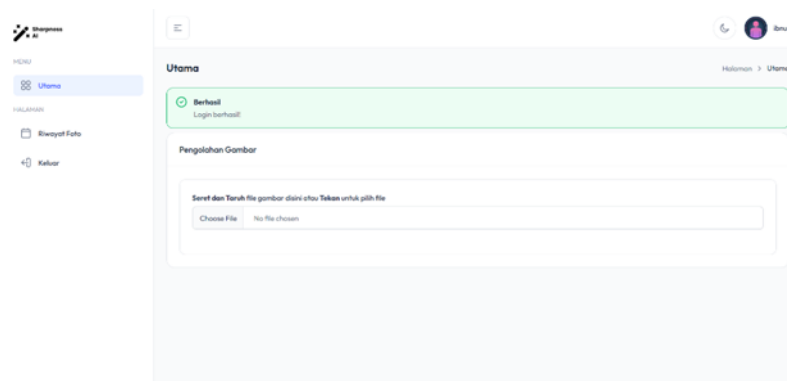 Sharpness
AI
MENU
Utama
HALAMAN
Riwayat Foto
Keluar
ibnu
Utama
Halaman > Utama
Berhasil
Login berhasil!
Pengolahan Gambar
Seret dan Taruh file gambar disini atau Tekan untuk pilih file
Choose File No file chosen